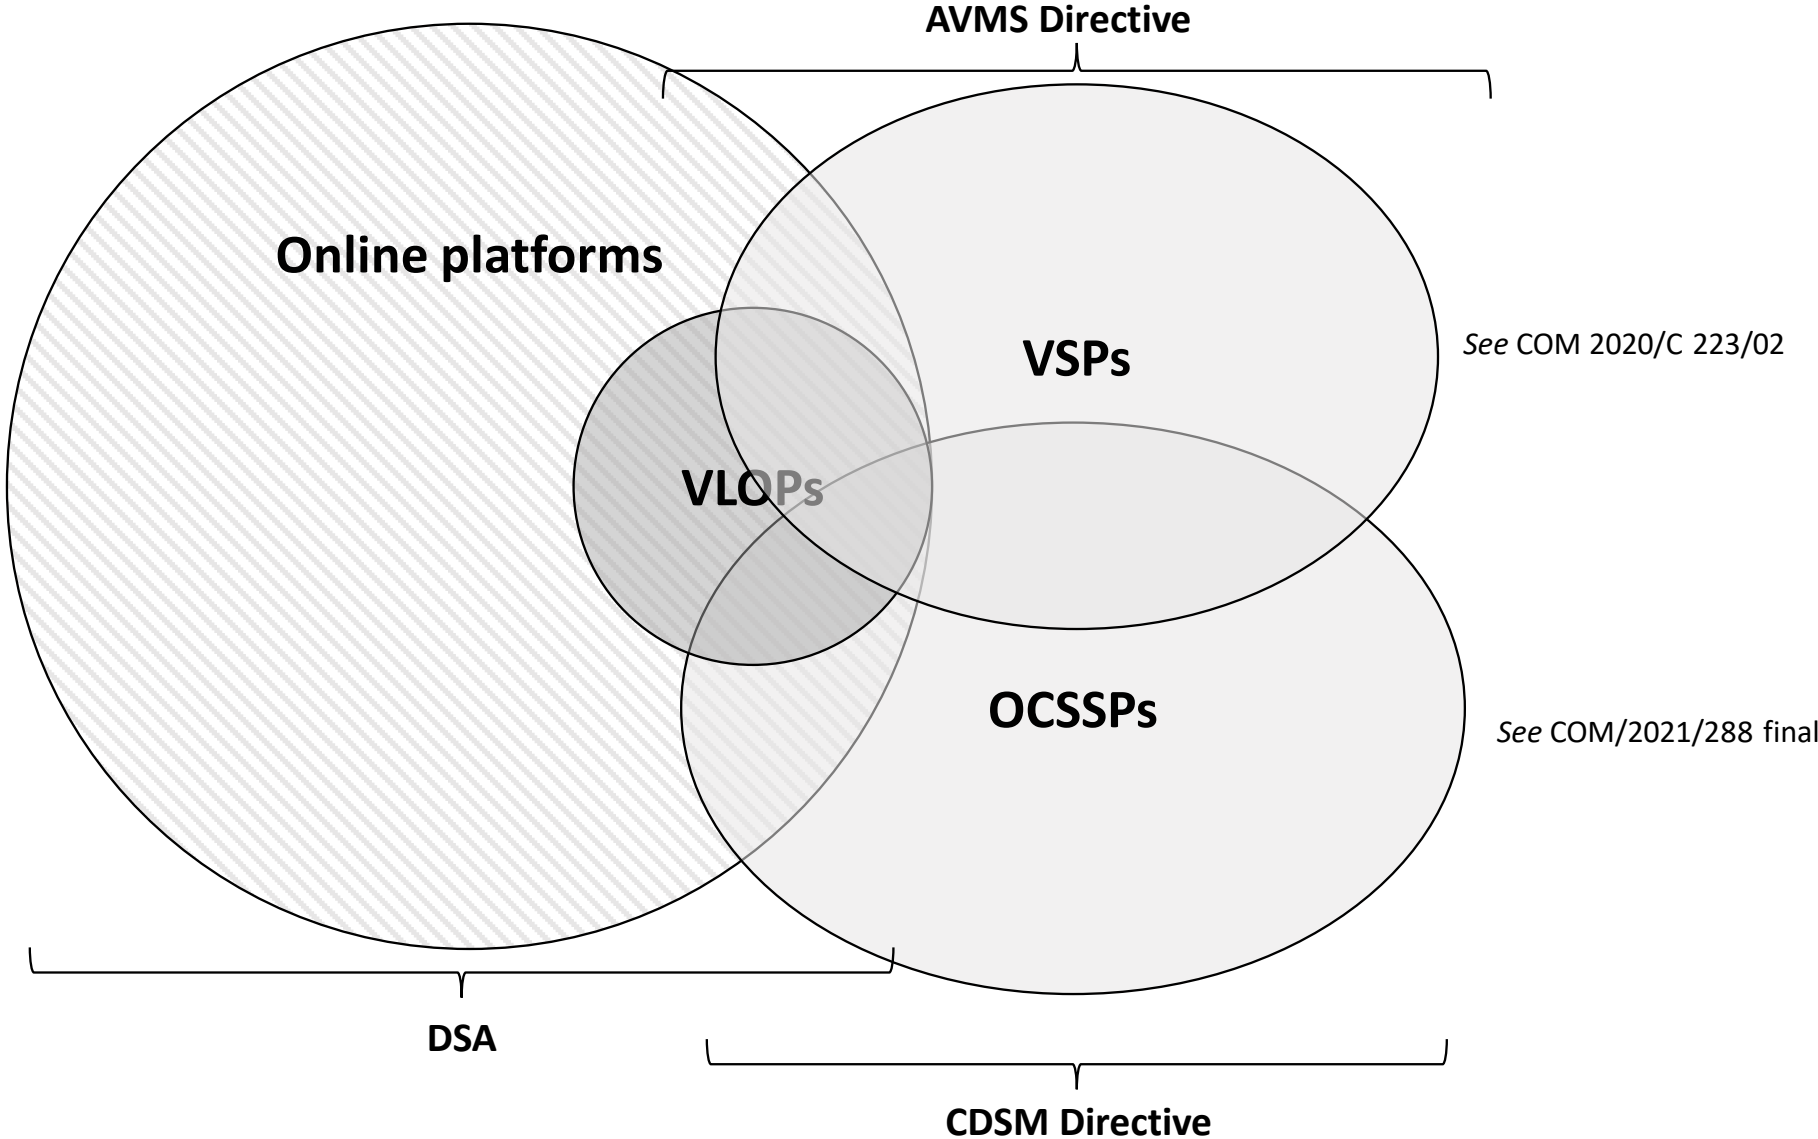 AVMS Directive
Online platforms
VSPs
See COM 2020/C 223/02
VLOPs
OCSSPs
See COM/2021/288 final
DSA
CDSM Directive